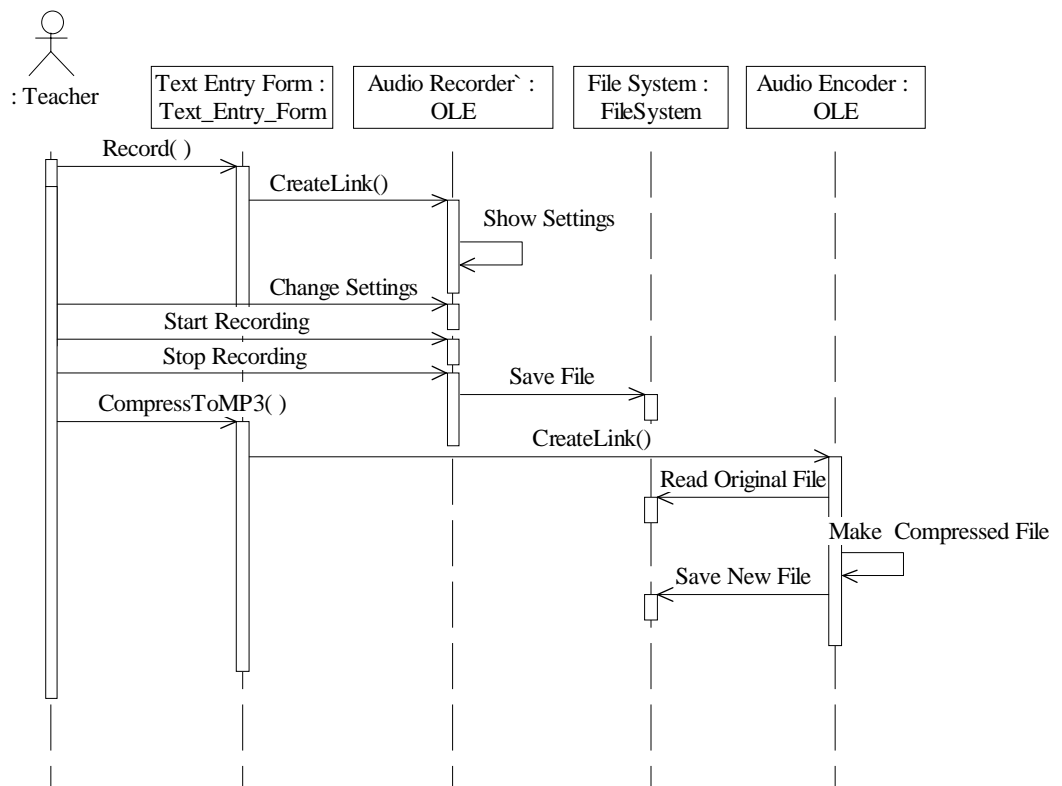 : Teacher
Text Entry Form :
Text_Entry_Form
Audio Recorder` :
OLE
File System :
FileSystem
Audio Encoder :
OLE
Record( )
CreateLink()
Show Settings
Change Settings
Start Recording
Stop Recording
Save File
CompressToMP3( )
CreateLink()
Read Original File
Make Compressed File
Save New File